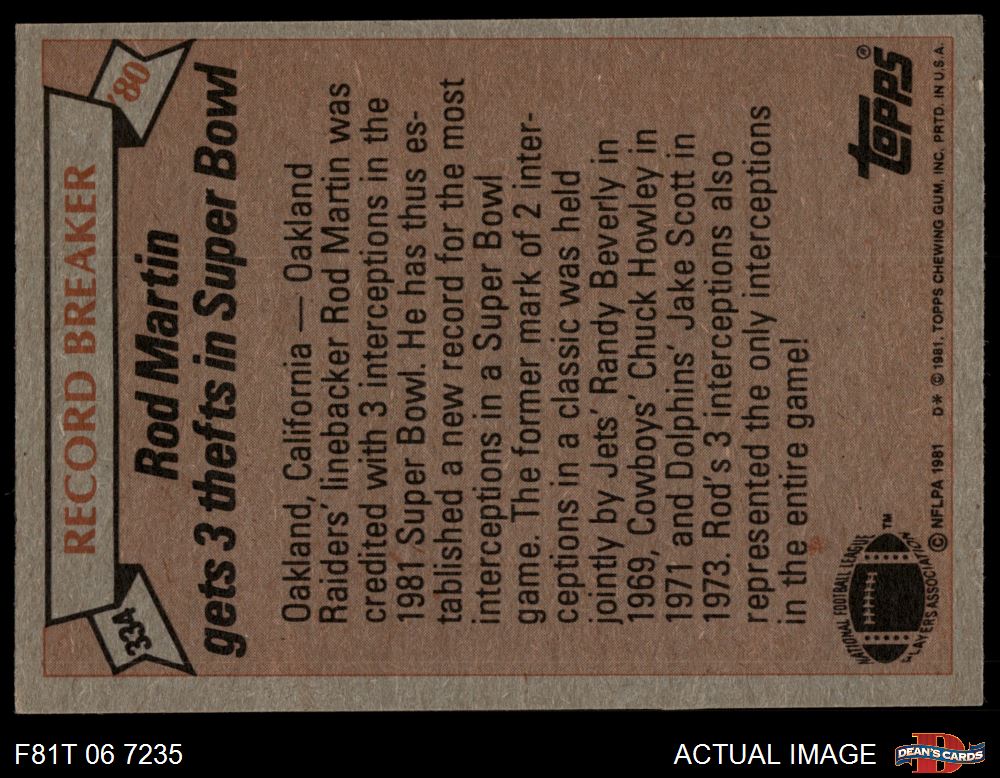 RECORD BREAKER
'80
334
Rod Martin
gets 3 thefts in Super Bowl
Oakland, California — Oakland
Raiders' linebacker Rod Martin was
credited with 3 interceptions in the
1981 Super Bowl. He has thus es-
tablished a new record for the most
interceptions in a Super Bowl
game. The former mark of 2 inter-
ceptions in a classic was held
jointly by Jets' Randy Beverly in
1969, Cowboys' Chuck Howley in
1971 and Dolphins' Jake Scott in
1973. Rod's 3 interceptions also
represented the only interceptions
in the entire game!
NATIONAL FOOTBALL LEAGUE
PLAYERS ASSOCIATION
™
TOPPS®
© NFLPA 1981 D* © 1981, TOPPS CHEWING GUM, INC. PRTD. IN U.S.A.
F81T 06 7235
ACTUAL IMAGE
D
DEAN'S CARDS